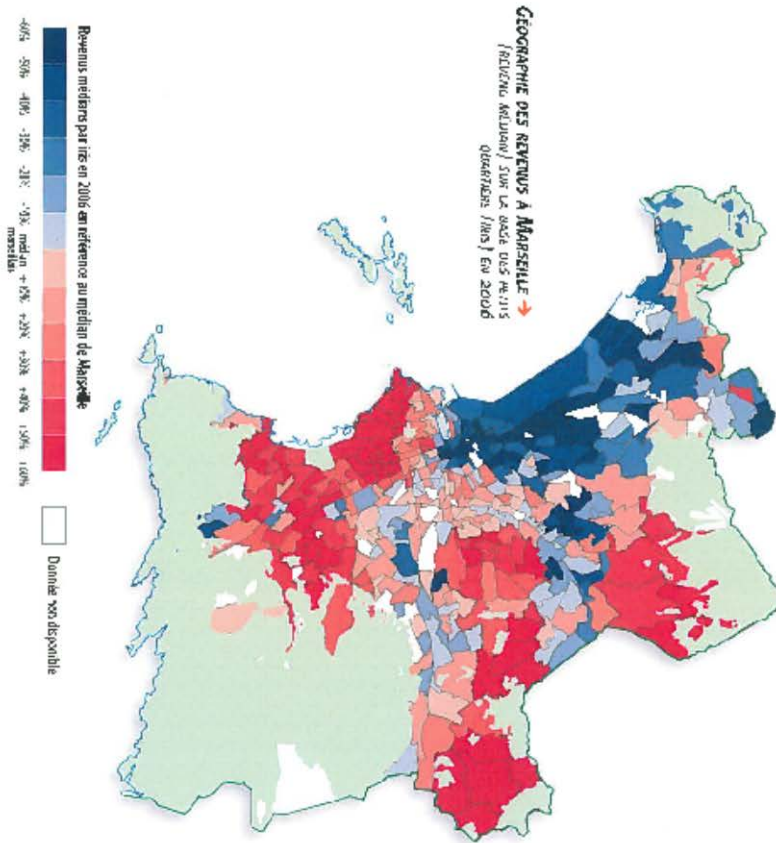 GÉOGRAPHIE DES REVENUS À MARSEILLE →
(REVENU MÉDIAN) SUR LA BASE DES PETITS
QUARTIERS (IRIS) EN 2006
Revenus médians par iris en 2006 en référence au médian de Marseille
-60% -50% -40% -30% -20% -10% médian +10% +20% +30% +40% +50% +60%
marseillais
Donnée non disponible